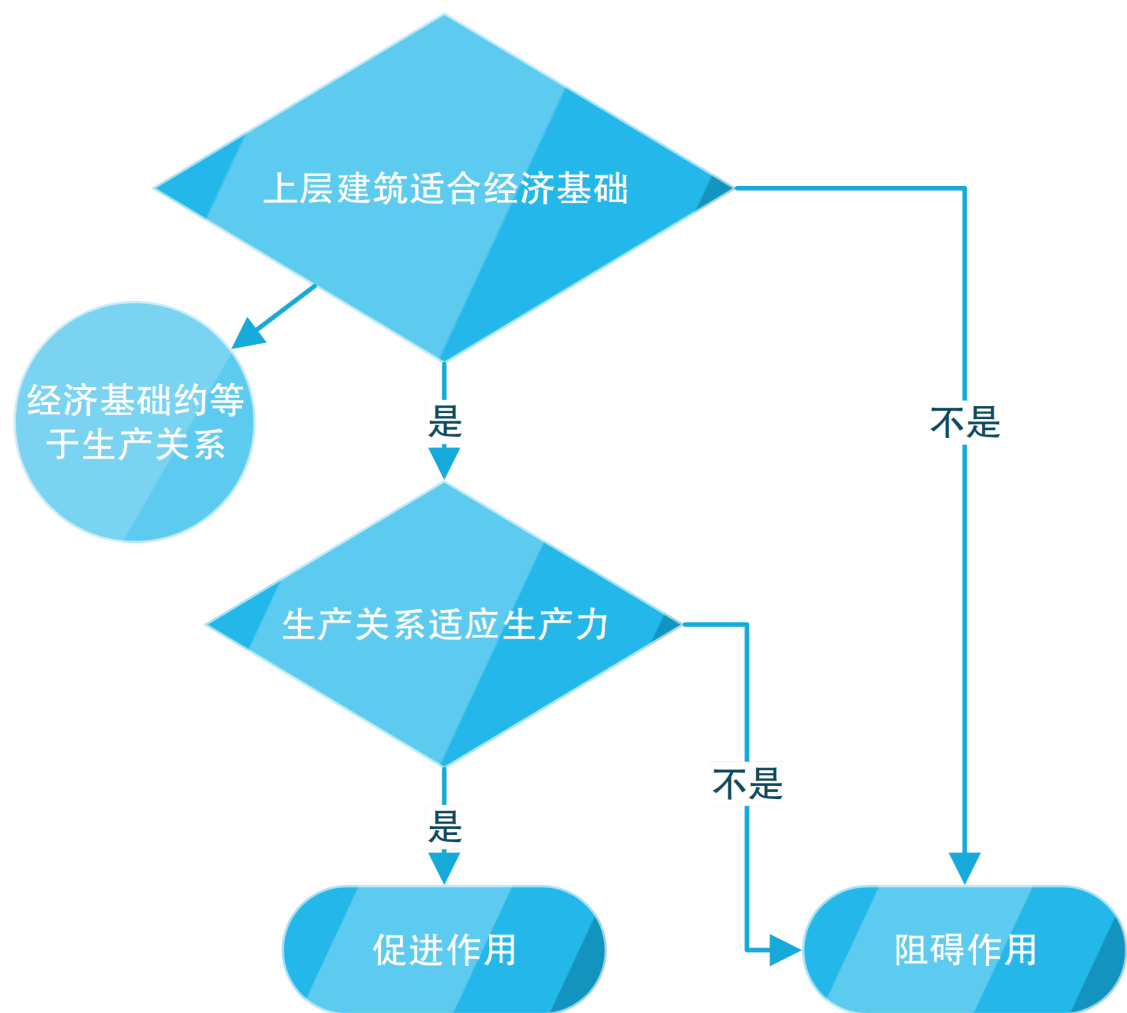 上层建筑适合经济基础
经济基础约等
于生产关系
是
不是
生产关系适应生产力
不是
是
促进作用
阻碍作用